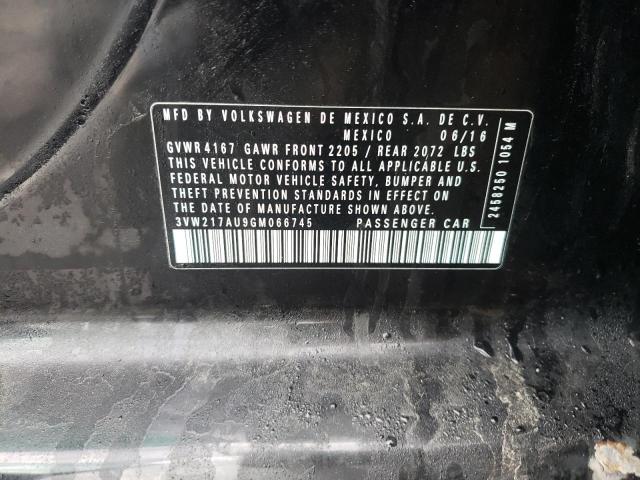 MFD BY VOLKSWAGEN DE MEXICO S.A. DE C.V.
MEXICO 06/16
GVWR 4167 GAWR FRONT 2205 / REAR 2072 LBS
THIS VEHICLE CONFORMS TO ALL APPLICABLE U.S.
FEDERAL MOTOR VEHICLE SAFETY, BUMPER AND
THEFT PREVENTION STANDARDS IN EFFECT ON
THE DATE OF MANUFACTURE SHOWN ABOVE.
3VW217AU9GM066745 PASSENGER CAR
2458250 1054 M